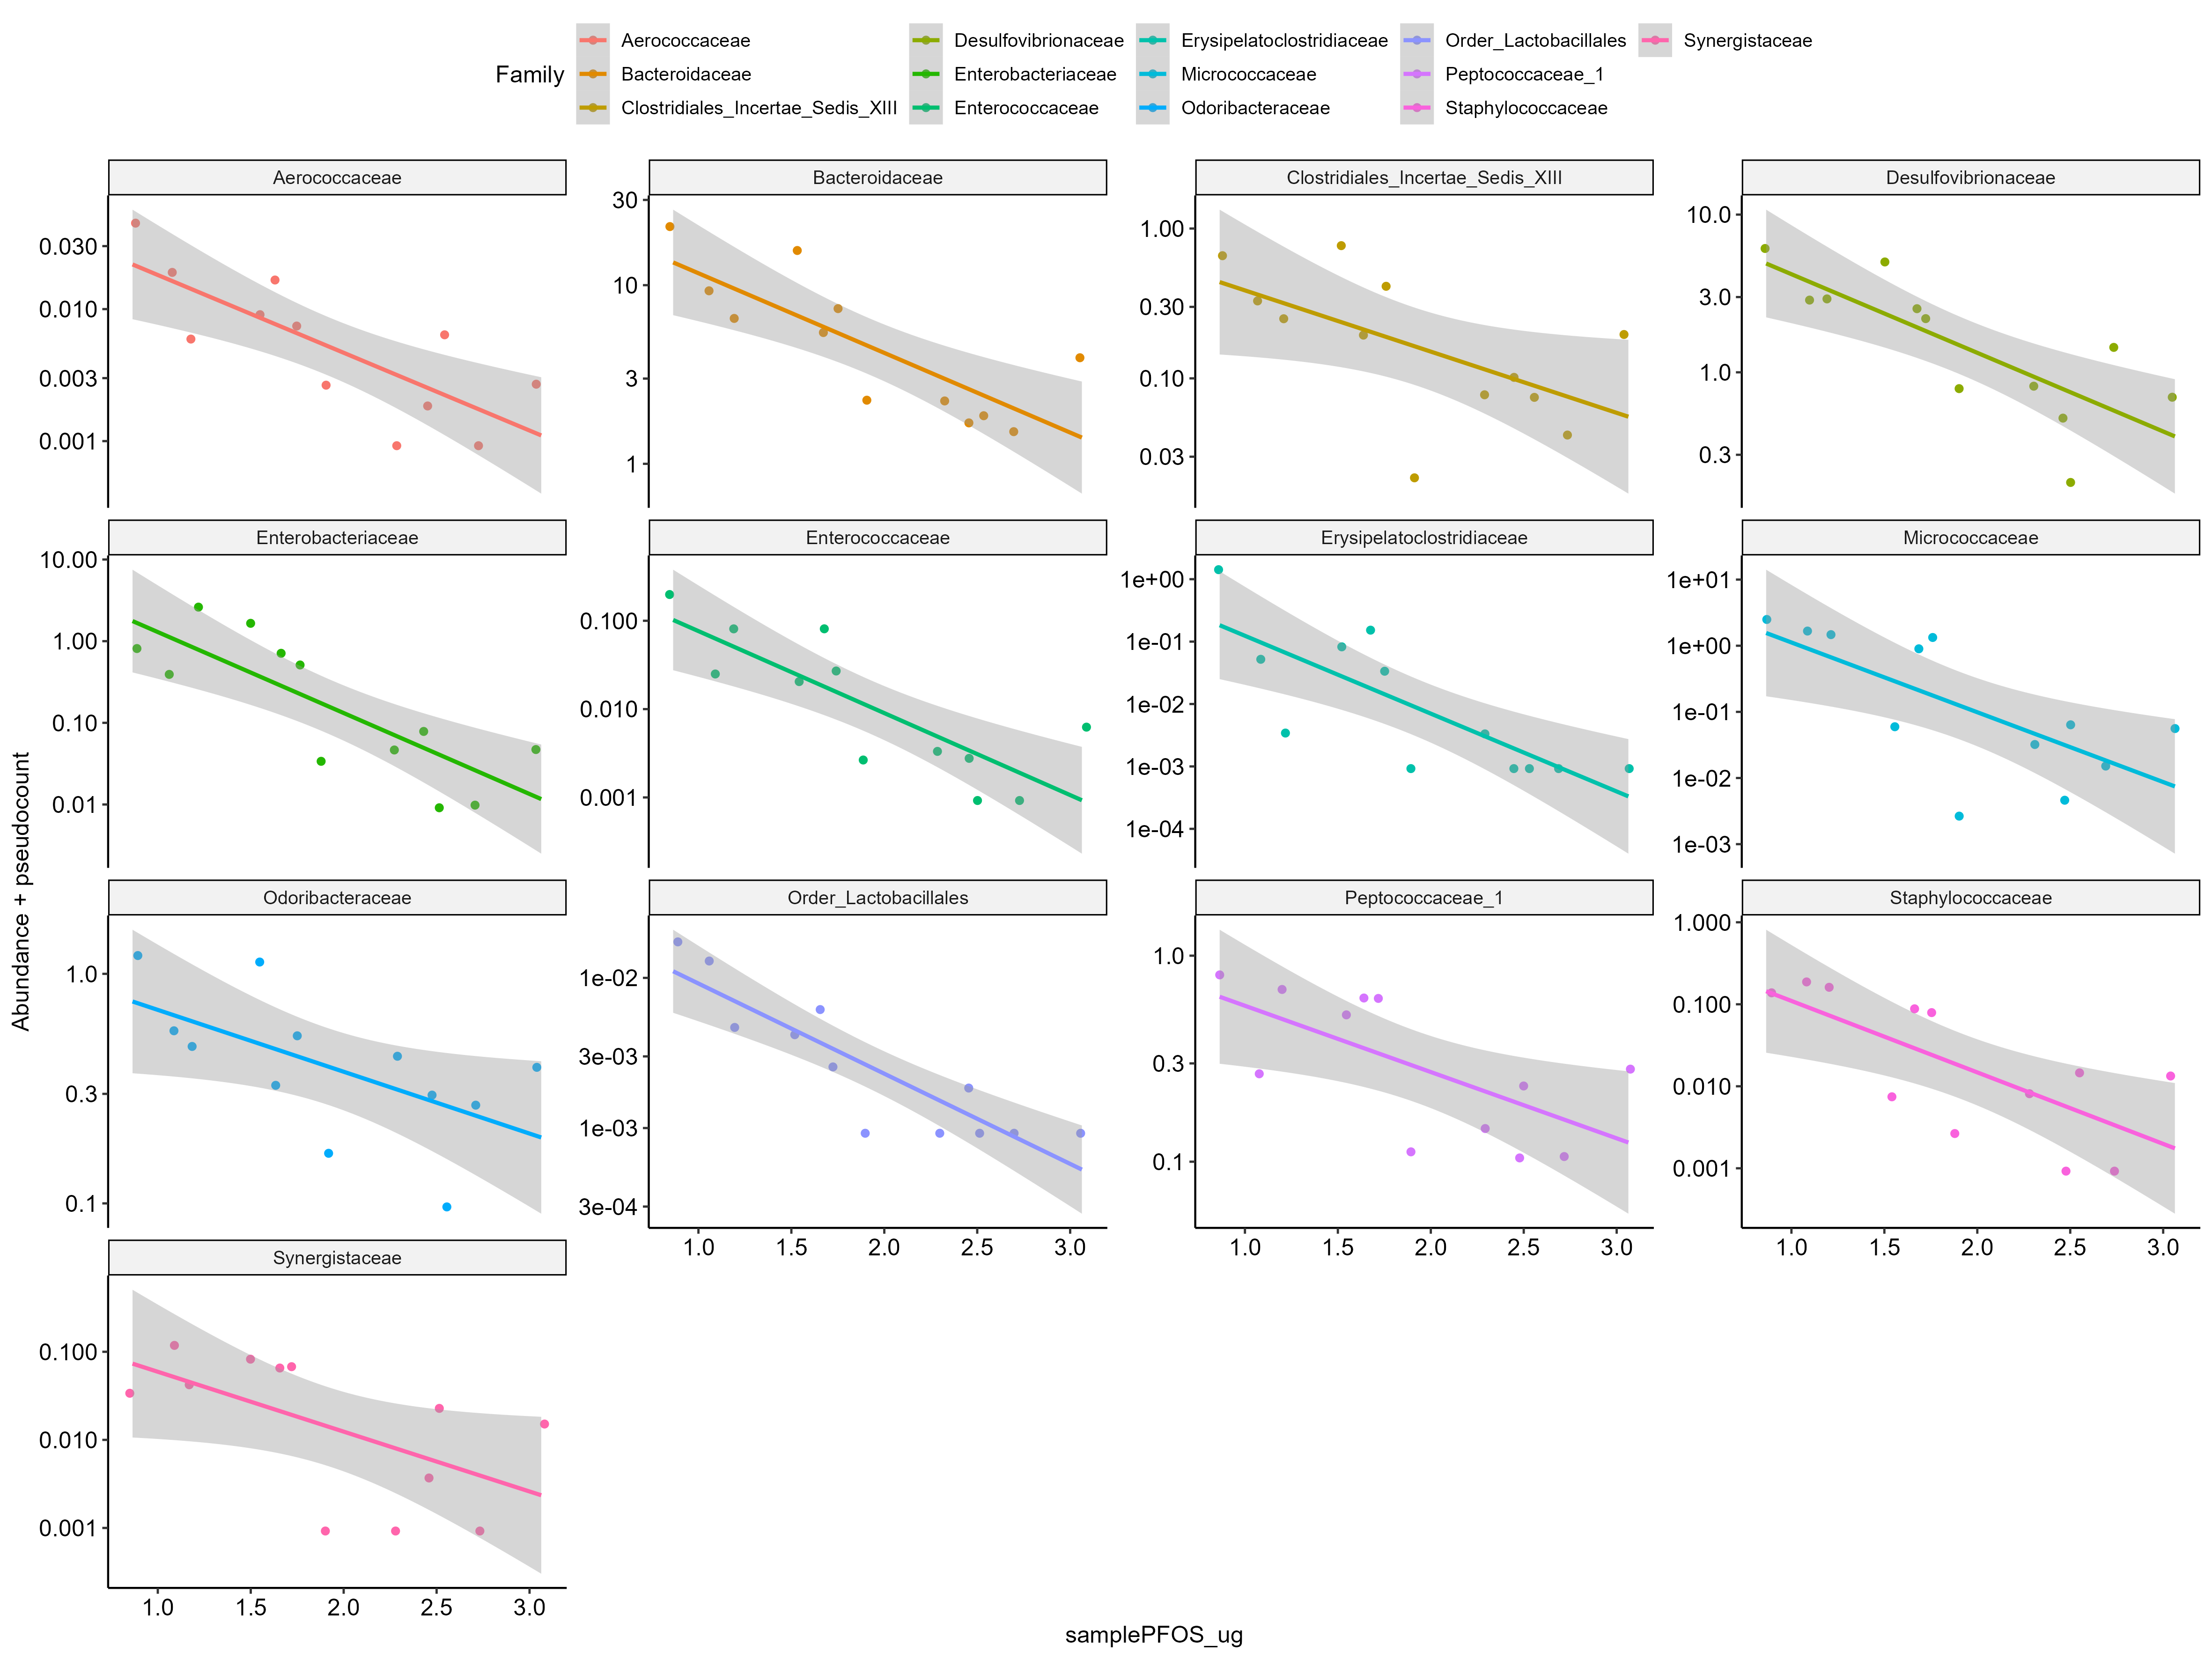 Family
Aerococcaceae
Bacteroidaceae
Clostridiales_Incertae_Sedis_XIII
Desulfovibrionaceae
Enterobacteriaceae
Enterococcaceae
Erysipelatoclostridiaceae
Micrococcaceae
Odoribacteraceae
Order_Lactobacillales
Peptococcaceae_1
Staphylococcaceae
Synergistaceae
Abundance + pseudocount
Aerococcaceae
0.030
0.010
0.003
0.001
Bacteroidaceae
30
10
3
1
Clostridiales_Incertae_Sedis_XIII
1.00
0.30
0.10
0.03
Desulfovibrionaceae
10.0
3.0
1.0
0.3
Enterobacteriaceae
10.00
1.00
0.10
0.01
Enterococcaceae
0.100
0.010
0.001
Erysipelatoclostridiaceae
1e+00
1e-01
1e-02
1e-03
1e-04
Micrococcaceae
1e+01
1e+00
1e-01
1e-02
1e-03
Odoribacteraceae
1.0
0.3
0.1
Order_Lactobacillales
1e-02
3e-03
1e-03
3e-04
1.0 1.5 2.0 2.5 3.0
Peptococcaceae_1
1.0
0.3
0.1
1.0 1.5 2.0 2.5 3.0
Staphylococcaceae
1.000
0.100
0.010
0.001
1.0 1.5 2.0 2.5 3.0
Synergistaceae
0.100
0.010
0.001
1.0 1.5 2.0 2.5 3.0
samplePFOS_ug